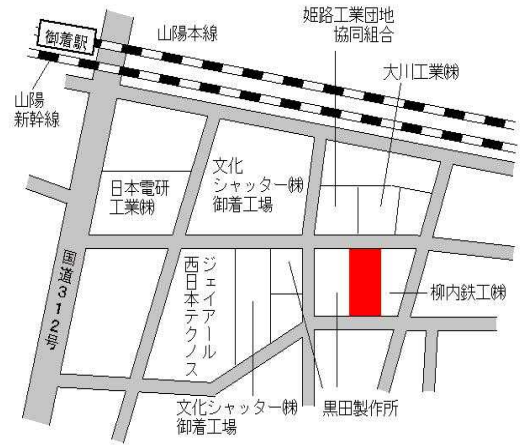 姫路工業団地
協同組合
山陽本線
御着駅
大川工業㈱
山陽
新幹線
文化
シャッター㈱
御着工場
日本電研
工業㈱
国道312号
ジェイアール
西日本テクノス
柳内鉄工㈱
文化シャッター㈱
御着工場
黒田製作所